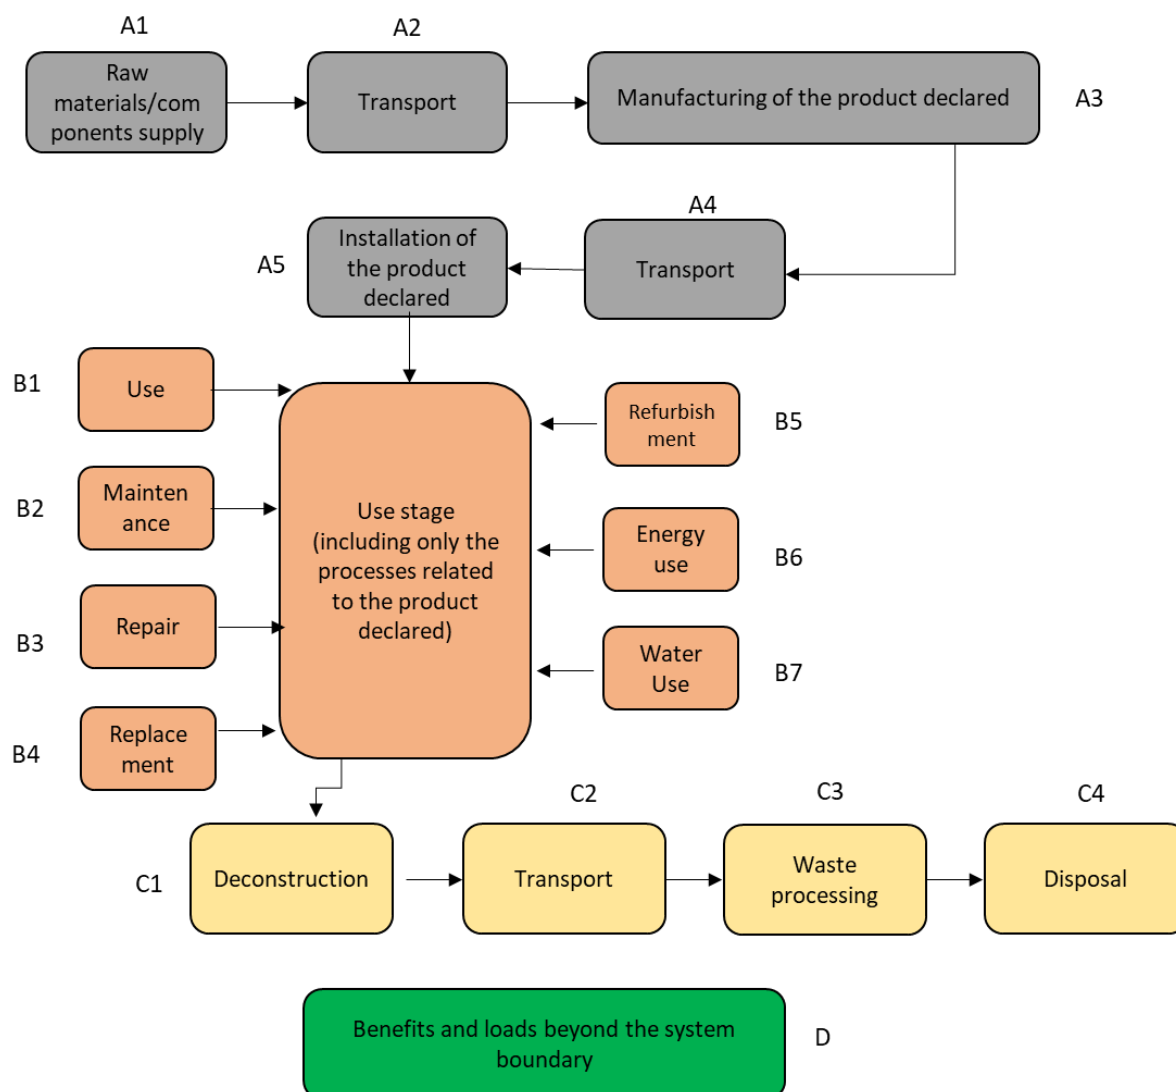 A1
A2
Raw
materials/com
ponents supply
Transport
Manufacturing of the product declared
A3
A4
A5
Installation of
the product
declared
Transport
B1
Use
Refurbish
ment
B5
B2
Mainten
ance
Use stage
(including only the
processes related
to the product
declared)
Energy
use
B6
B3
Repair
Water
Use
B7
B4
Replace
ment
C2
C3
C4
C1
Deconstruction
Transport
Waste
processing
Disposal
Benefits and loads beyond the system
boundary
D